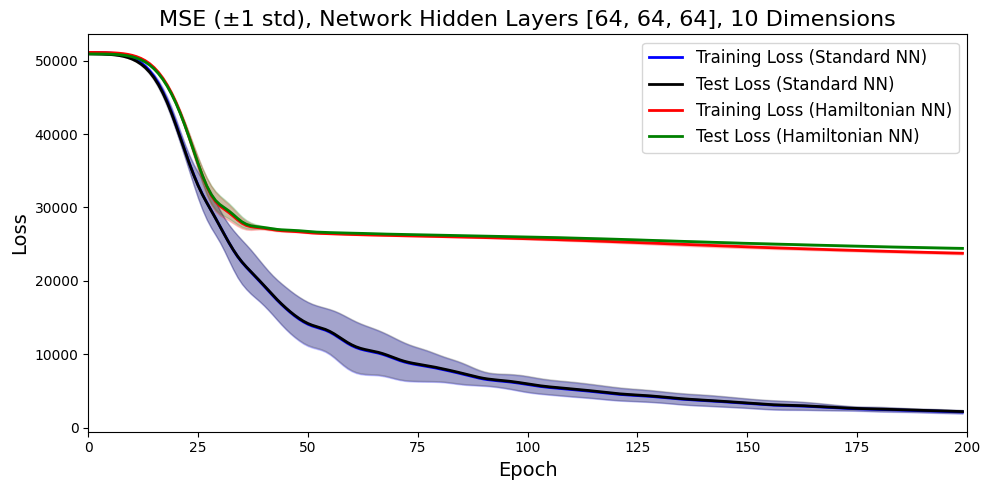 MSE (±1 std), Network Hidden Layers [64, 64, 64], 10 Dimensions
Training Loss (Standard NN)
Test Loss (Standard NN)
Training Loss (Hamiltonian NN)
Test Loss (Hamiltonian NN)
Loss
50000
40000
30000
20000
10000
0
0 25 50 75 100 125 150 175 200
Epoch